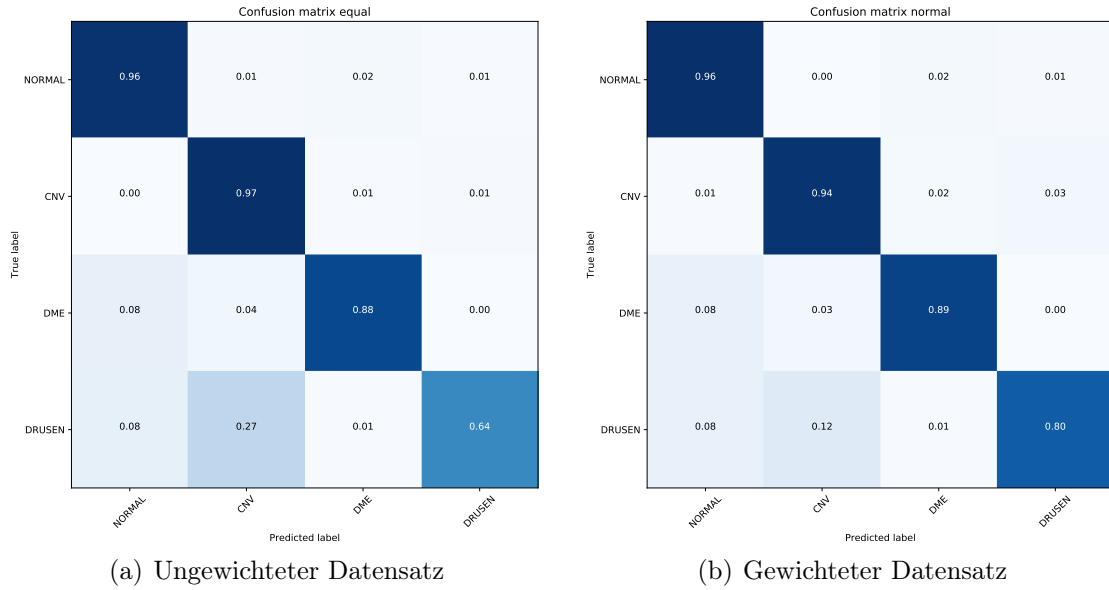 Confusion matrix equal
NORMAL 0.96 0.01 0.02 0.01
CNV 0.00 0.97 0.01 0.01
DME 0.08 0.04 0.88 0.00
DRUSEN 0.08 0.27 0.01 0.64
True label
NORMAL CNV DME DRUSEN
Predicted label
(a) Ungewichteter Datensatz
Confusion matrix normal
NORMAL 0.96 0.00 0.02 0.01
CNV 0.01 0.94 0.02 0.03
DME 0.08 0.03 0.89 0.00
DRUSEN 0.08 0.12 0.01 0.80
True label
NORMAL CNV DME DRUSEN
Predicted label
(b) Gewichteter Datensatz